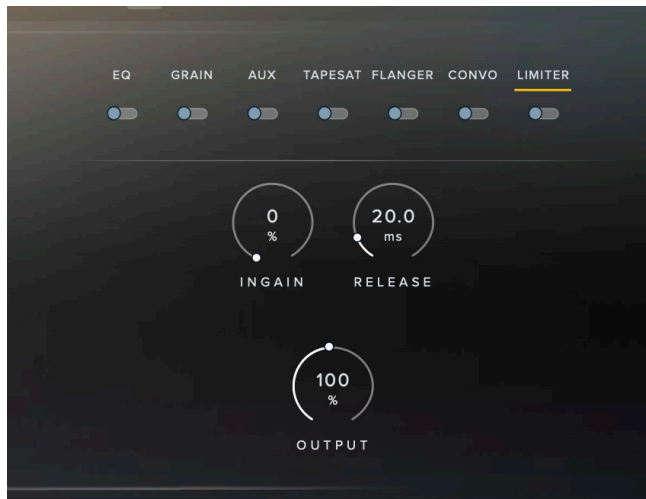 EQ GRAIN AUX TAPESAT FLANGER CONVO LIMITER
0 20.0
% ms
INGAIN RELEASE
100
%
OUTPUT